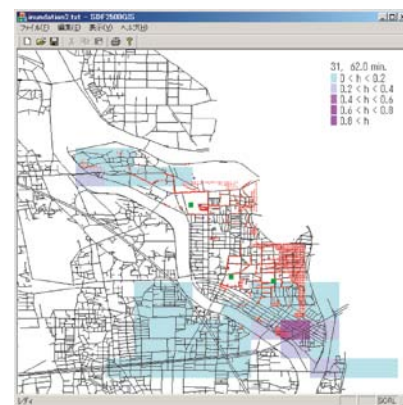 inundation3.txt - SDF2500GIS
ファイル(F) 編集(E) 表示(V) ヘルプ(H)
31, 62.0 min.
0 < h < 0.2
0.2 < h < 0.4
0.4 < h < 0.6
0.6 < h < 0.8
0.8 < h
レディ SCRL